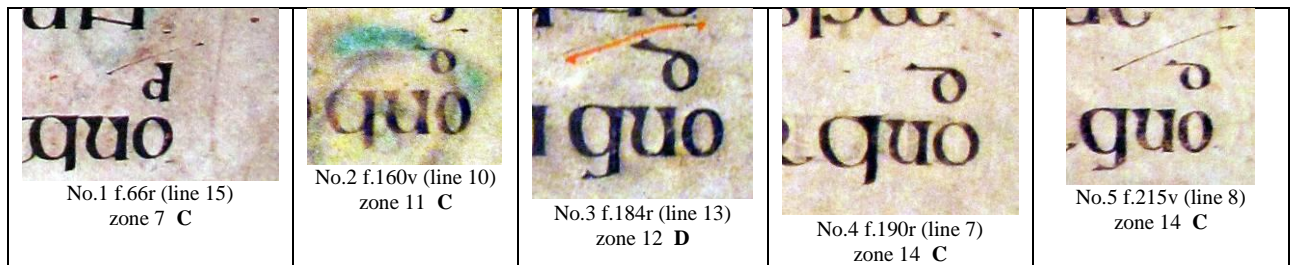 d
quo
No.1 f.66r (line 15)
zone 7 C
d
quo
No.2 f.160v (line 10)
zone 11 C
d
quo
No.3 f.184r (line 13)
zone 12 D
d
quo
No.4 f.190r (line 7)
zone 14 C
d
quo
No.5 f.215v (line 8)
zone 14 C